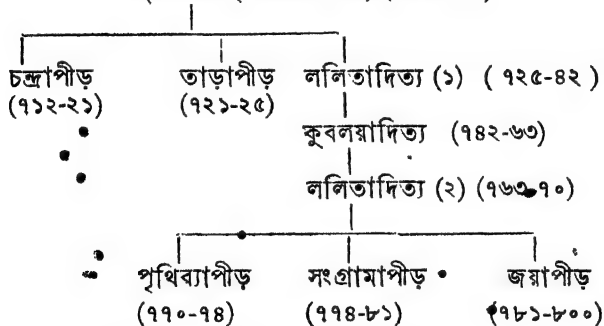 চন্দ্রাপীড় তাড়াপীড় ললিতাদিত্য (১) (৭২৫-৪২)
(৭১২-২১) (৭২১-২৫)
কুবলয়াদিত্য (৭৪২-৬৩)
ললিতাদিত্য (২) (৭৬৩-৭০)
পৃথিব্যাপীড় সংগ্রামাপীড় জয়াপীড়
(৭৭০-৭৪) (৭৭৪-৮১) (৭৮১-৮০০)